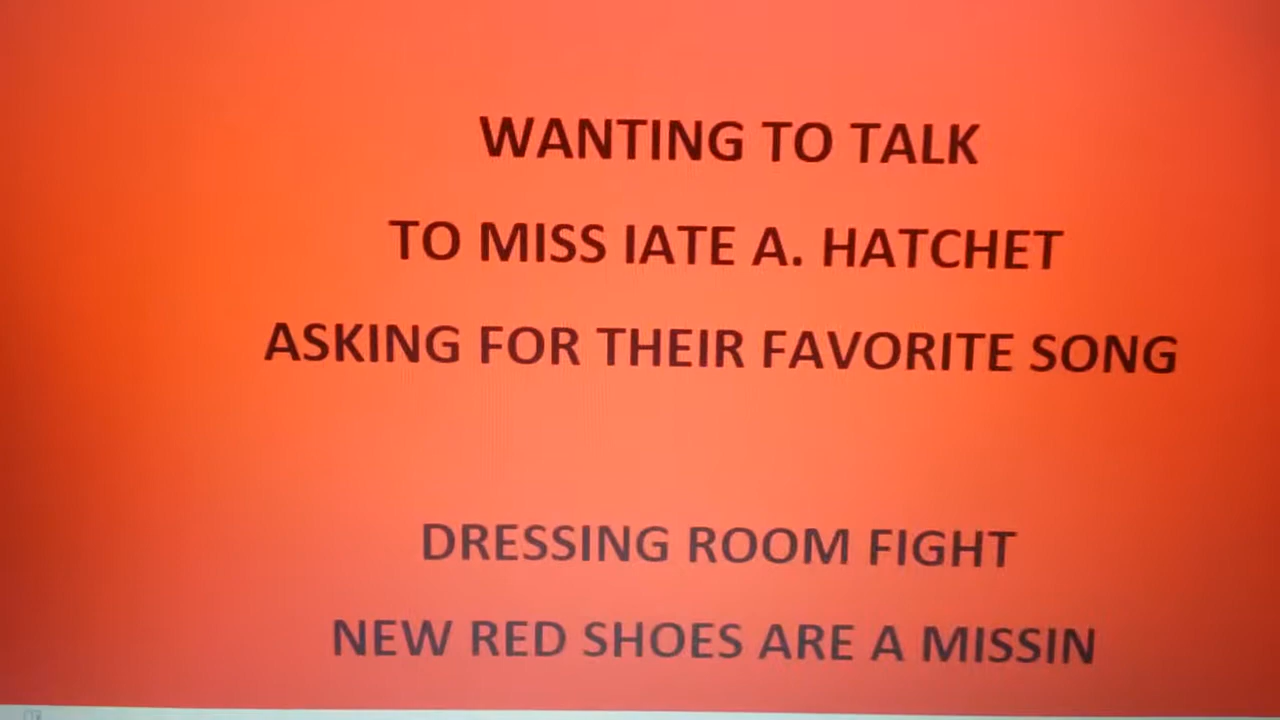 WANTING TO TALK
TO MISS IATE A. HATCHET
ASKING FOR THEIR FAVORITE SONG
DRESSING ROOM FIGHT
NEW RED SHOES ARE A MISSIN